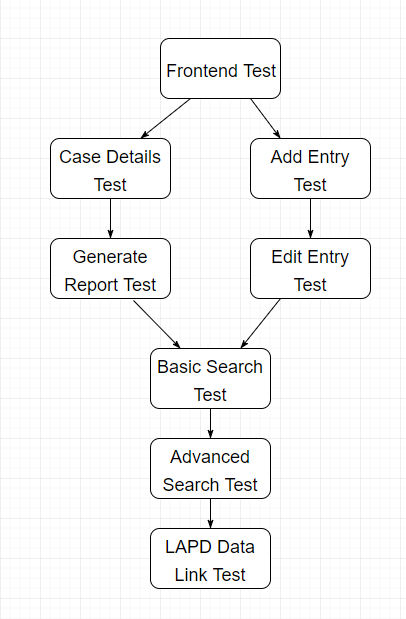 Frontend Test
Case Details
Test
Add Entry
Test
Generate
Report Test
Edit Entry
Test
Basic Search
Test
Advanced
Search Test
LAPD Data
Link Test